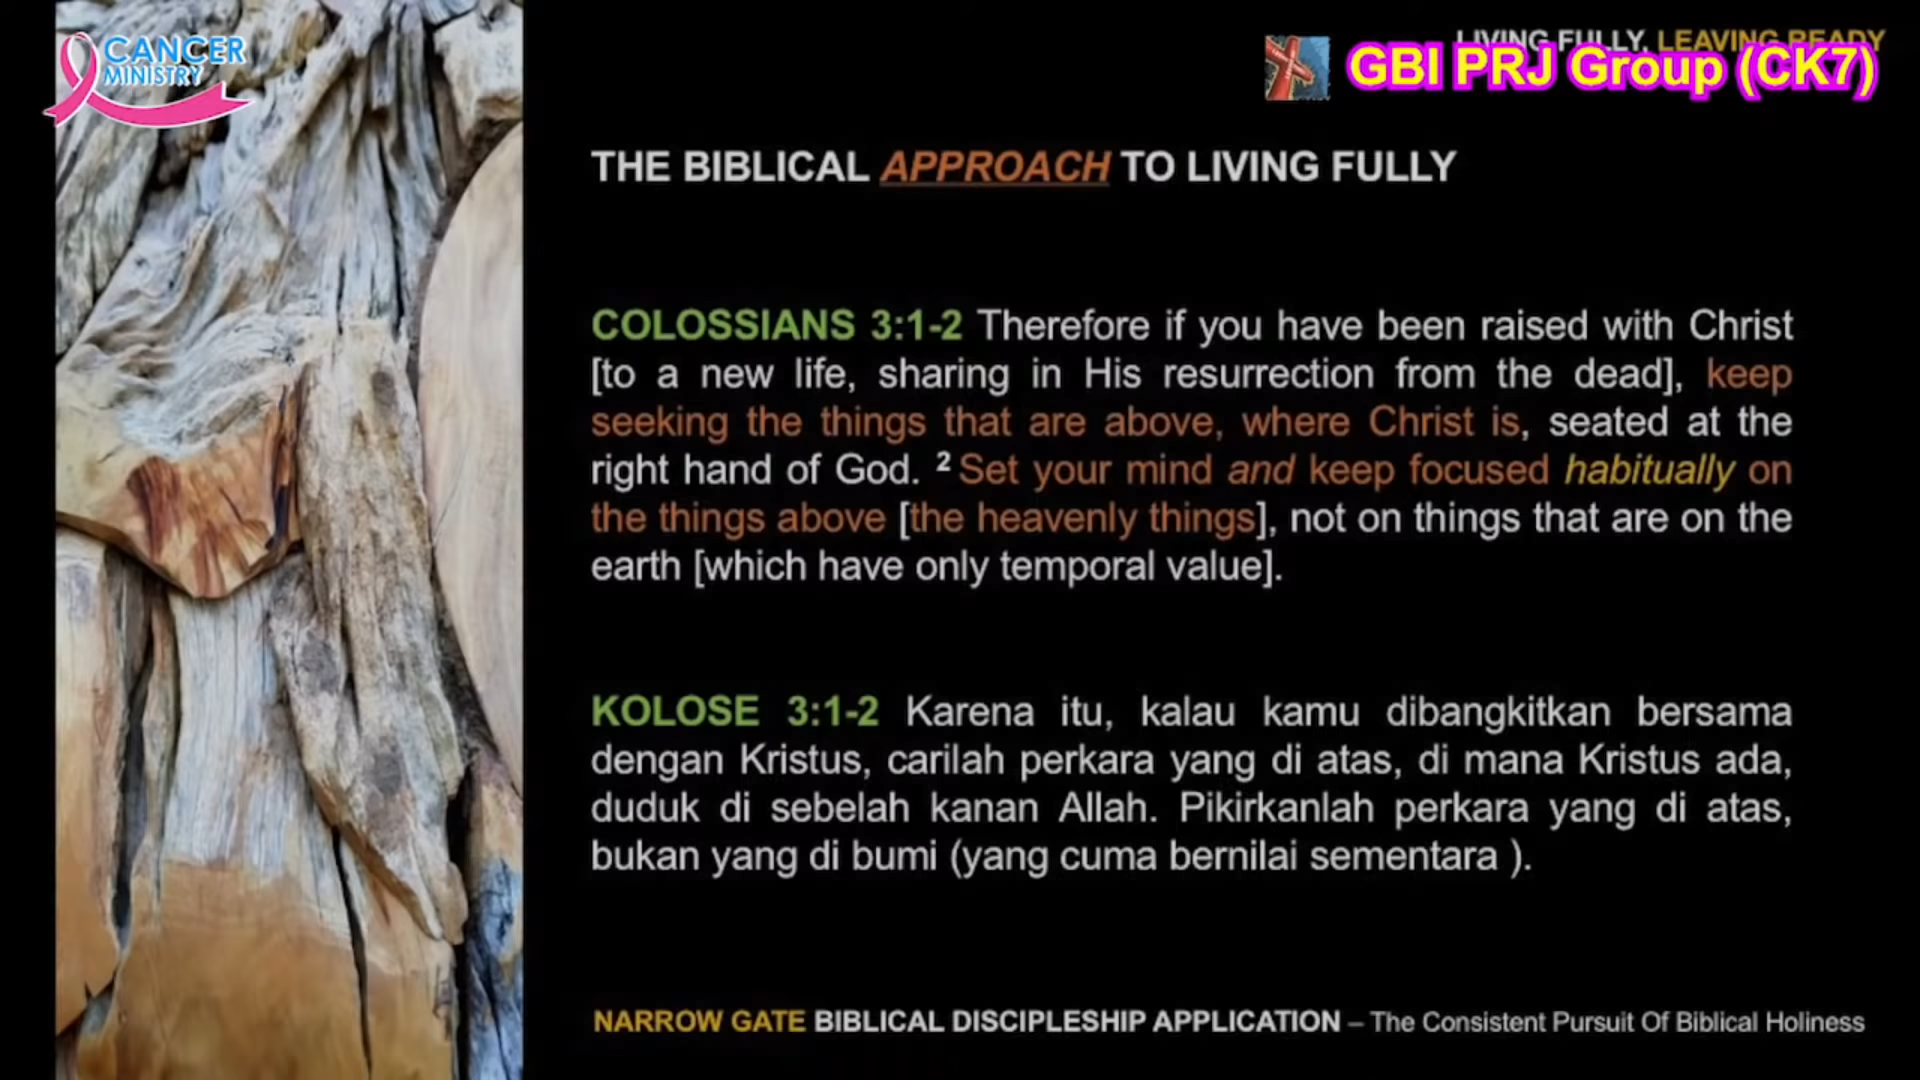 CANCER
MINISTRY
LIVING FULLY, LEAVING READY
GBI PRJ Group (CK7)
THE BIBLICAL APPROACH TO LIVING FULLY
COLOSSIANS 3:1-2 Therefore if you have been raised with Christ
[to a new life, sharing in His resurrection from the dead], keep
seeking the things that are above, where Christ is, seated at the
right hand of God. 2 Set your mind and keep focused habitually on
the things above [the heavenly things], not on things that are on the
earth [which have only temporal value].
KOLOSE 3:1-2 Karena itu, kalau kamu dibangkitkan bersama
dengan Kristus, carilah perkara yang di atas, di mana Kristus ada,
duduk di sebelah kanan Allah. Pikirkanlah perkara yang di atas,
bukan yang di bumi (yang cuma bernilai sementara ).
NARROW GATE BIBLICAL DISCIPLESHIP APPLICATION – The Consistent Pursuit Of Biblical Holiness